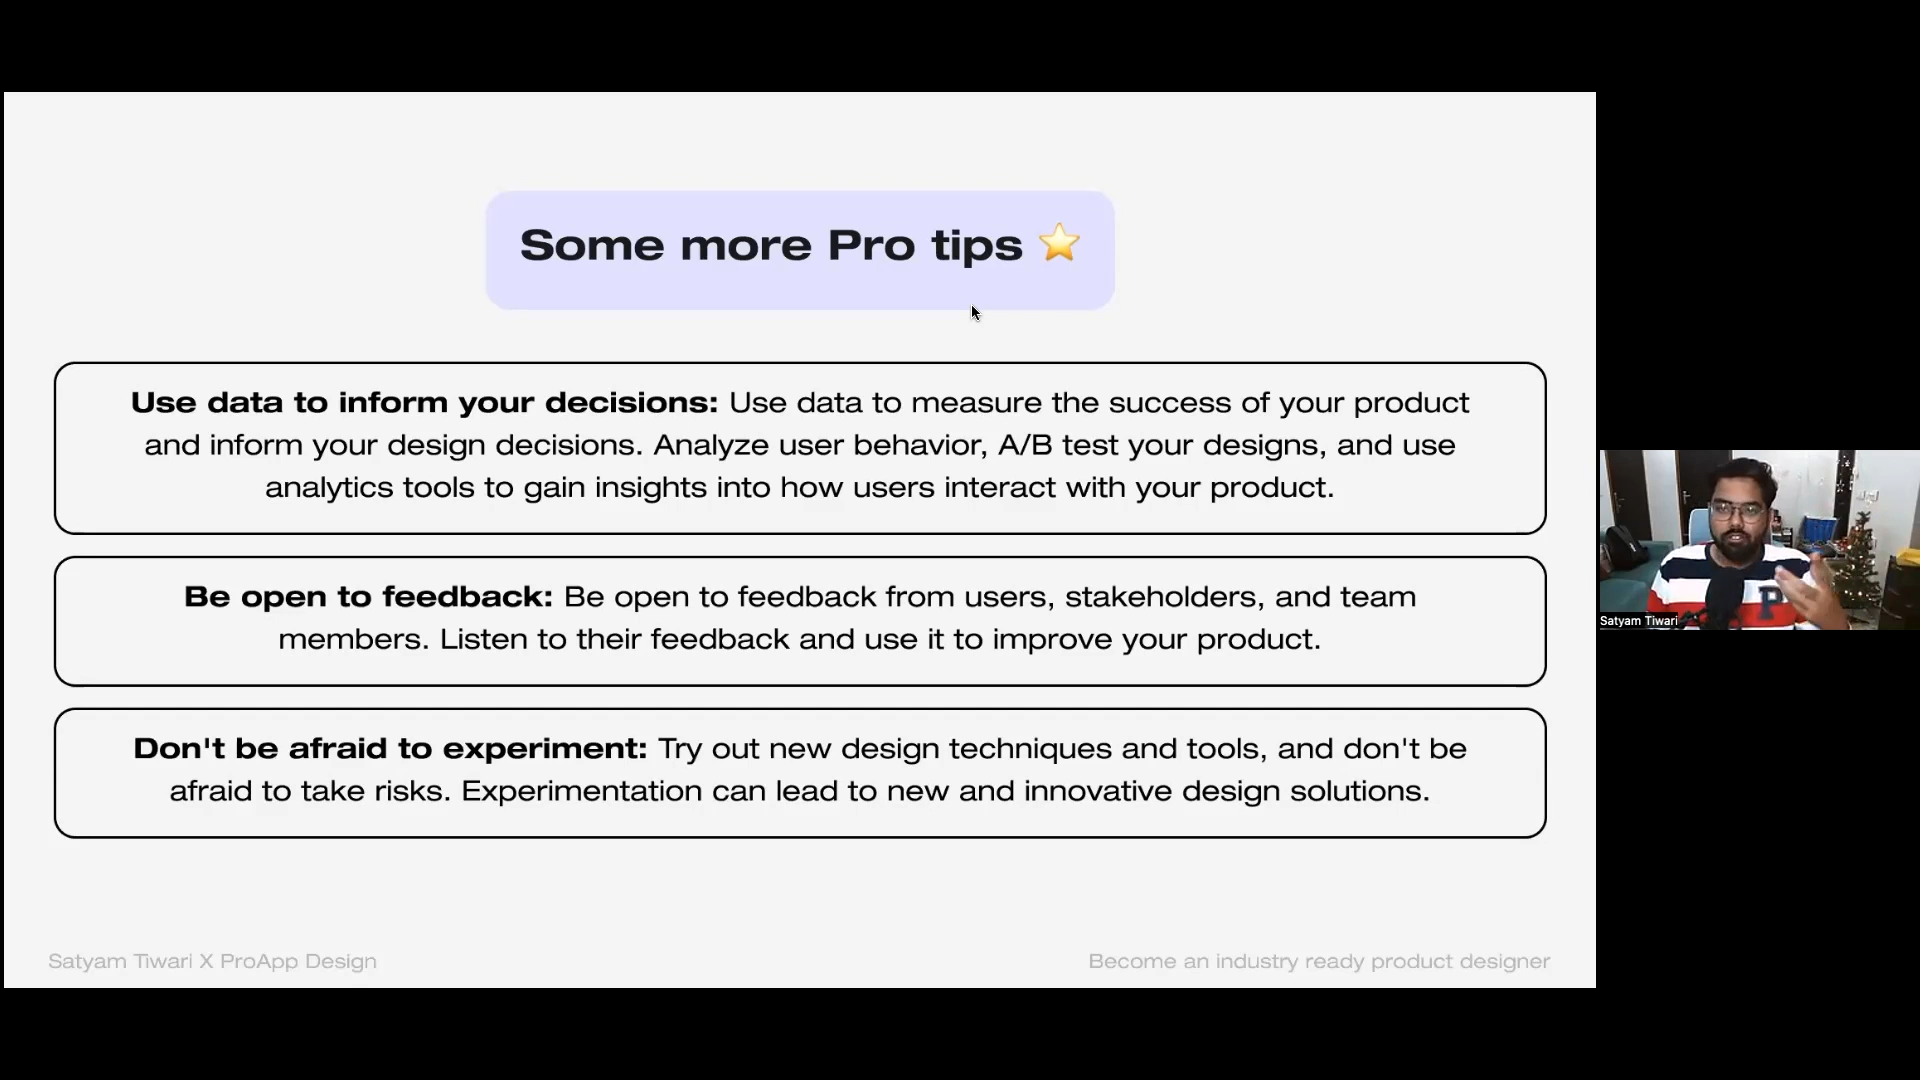 Some more Pro tips ⭐
Use data to inform your decisions: Use data to measure the success of your product
and inform your design decisions. Analyze user behavior, A/B test your designs, and use
analytics tools to gain insights into how users interact with your product.
Be open to feedback: Be open to feedback from users, stakeholders, and team
members. Listen to their feedback and use it to improve your product.
Don't be afraid to experiment: Try out new design techniques and tools, and don't be
afraid to take risks. Experimentation can lead to new and innovative design solutions.
Satyam Tiwari X ProApp Design
Become an industry ready product designer
P
Satyam Tiwari